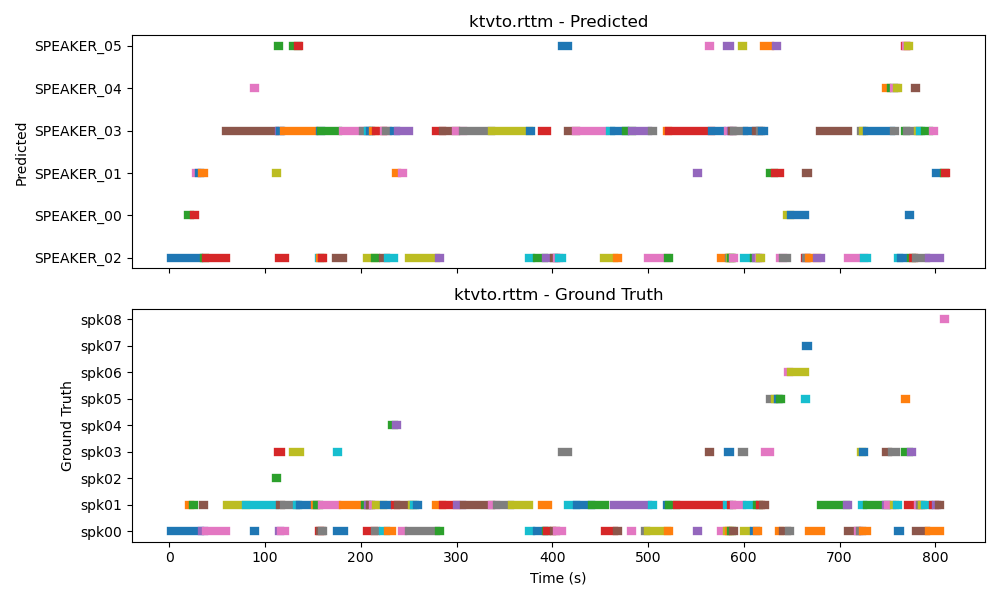 ktvto.rttm - Predicted
SPEAKER_05
SPEAKER_04
SPEAKER_03
SPEAKER_01
SPEAKER_00
SPEAKER_02
Predicted
ktvto.rttm - Ground Truth
spk08
spk07
spk06
spk05
spk04
spk03
spk02
spk01
spk00
Ground Truth
0 100 200 300 400 500 600 700 800
Time (s)